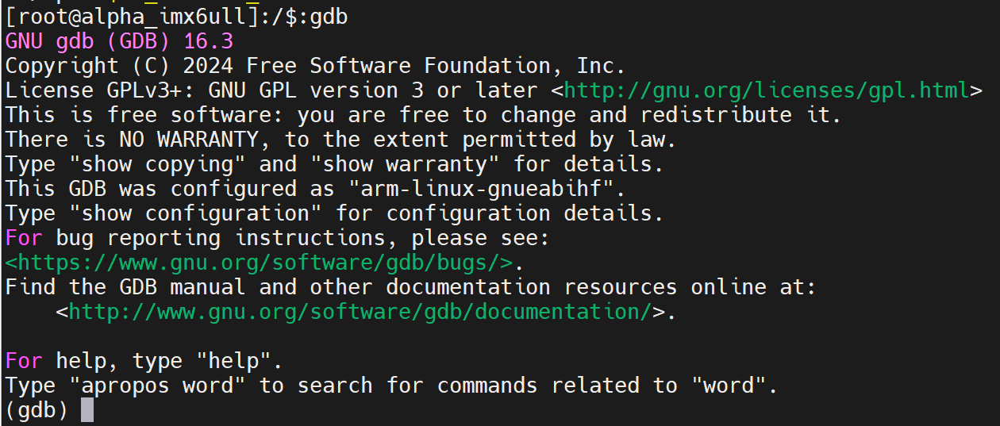 [root@alpha_imx6ull]:/$:gdb
GNU gdb (GDB) 16.3
Copyright (C) 2024 Free Software Foundation, Inc.
License GPLv3+: GNU GPL version 3 or later <http://gnu.org/licenses/gpl.html>
This is free software: you are free to change and redistribute it.
There is NO WARRANTY, to the extent permitted by law.
Type "show copying" and "show warranty" for details.
This GDB was configured as "arm-linux-gnueabihf".
Type "show configuration" for configuration details.
For bug reporting instructions, please see:
<https://www.gnu.org/software/gdb/bugs/>.
Find the GDB manual and other documentation resources online at:
    <http://www.gnu.org/software/gdb/documentation/>.

For help, type "help".
Type "apropos word" to search for commands related to "word".
(gdb)